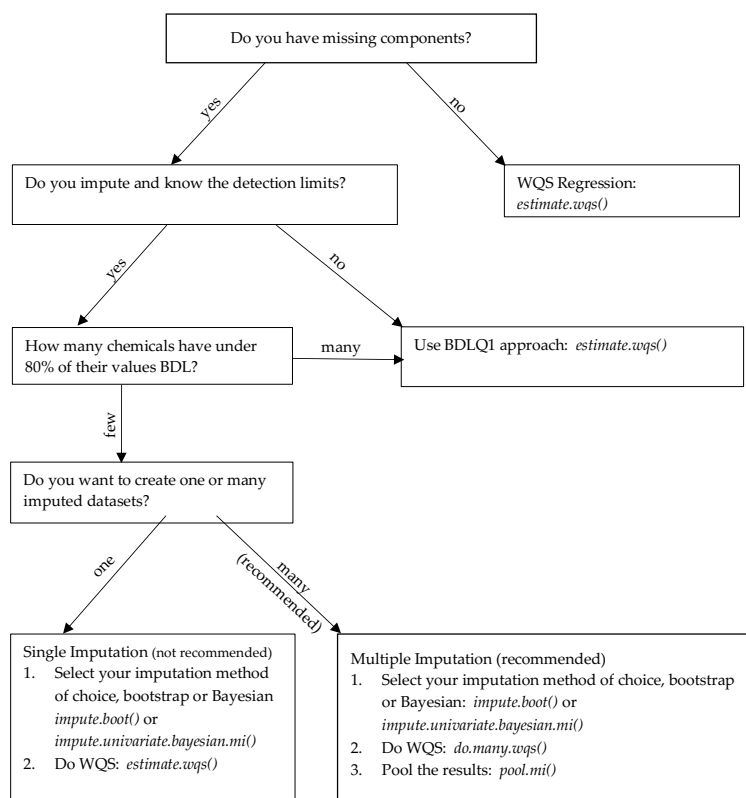 Do you have missing components?
yes
no
Do you impute and know the detection limits?
WQS Regression:
estimate.wqs()
yes
no
How many chemicals have under
80% of their values BDL?
many
Use BDLQ1 approach: estimate.wqs()
few
Do you want to create one or many
imputed datasets?
one
many
(recommended)
Single Imputation (not recommended)
1. Select your imputation method
of choice, bootstrap or Bayesian
impute.boot() or
impute.univariate.bayesian.mi()
2. Do WQS: estimate.wqs()
Multiple Imputation (recommended)
1. Select your imputation method of choice, bootstrap
or Bayesian: impute.boot() or
impute.univariate.bayesian.mi()
2. Do WQS: do.many.wqs()
3. Pool the results: pool.mi()